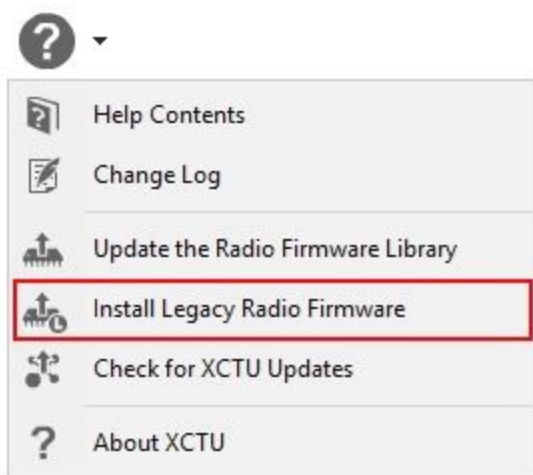 Help Contents
Change Log
Update the Radio Firmware Library
Install Legacy Radio Firmware
Check for XCTU Updates
About XCTU